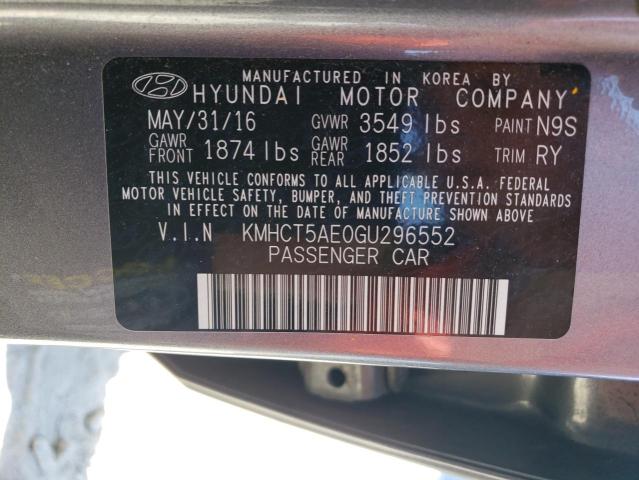 MANUFACTURED IN KOREA BY
HYUNDAI MOTOR COMPANY
MAY/31/16 GVWR 3549 lbs PAINT N9S
GAWR FRONT 1874 lbs GAWR REAR 1852 lbs TRIM RY
THIS VEHICLE CONFORMS TO ALL APPLICABLE U.S.A. FEDERAL
MOTOR VEHICLE SAFETY, BUMPER, AND THEFT PREVENTION STANDARDS
IN EFFECT ON THE DATE OF MANUFACTURE SHOWN ABOVE
V.I.N KMHCT5AE0GU296552
PASSENGER CAR